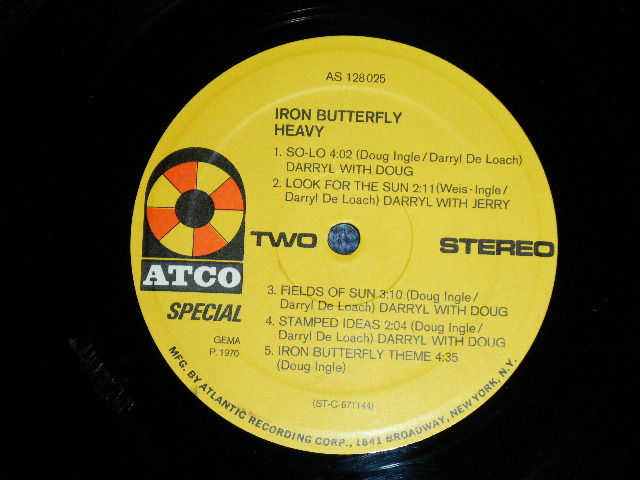 AS 128025
IRON BUTTERFLY
HEAVY
1. SO-LO 4:02 (Doug Ingle/Darryl De Loach)
DARRYL WITH DOUG
2. LOOK FOR THE SUN 2:11 (Weis-Ingle/
Darryl De Loach) DARRYL WITH JERRY
TWO
STEREO
ATCO
SPECIAL
GEMA
P. 1970
3. FIELDS OF SUN 3:10 (Doug Ingle/
Darryl De Loach) DARRYL WITH DOUG
4. STAMPED IDEAS 2:04 (Doug Ingle/
Darryl De Loach) DARRYL WITH DOUG
5. IRON BUTTERFLY THEME 4:35
(Doug Ingle)
(ST-C-671144)
MFG. BY ATLANTIC RECORDING CORP., 1841 BROADWAY, NEW YORK, N.Y.